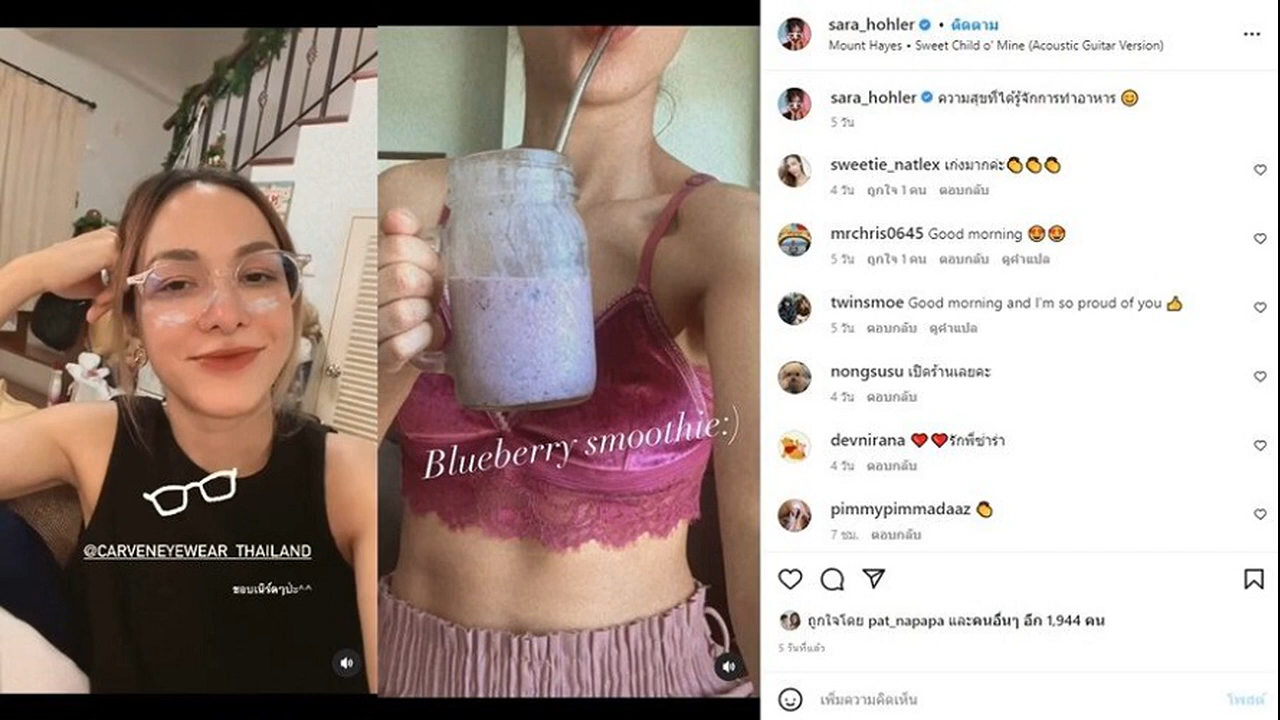 @CARVENEYEWEAR_THAILAND
ชอบเนิร์ดๆป่ะ^^
Blueberry smoothie:)
sara_hohler • ติดตาม
Mount Hayes • Sweet Child o' Mine (Acoustic Guitar Version)
sara_hohler ความสุขที่ได้รู้จักการทำอาหาร 😊
5 วัน
sweetie_natlex เก่งมากค่ะ👏👏👏
4 วัน ถูกใจ 1 คน ตอบกลับ
mrchris0645 Good morning 😍😍
5 วัน ถูกใจ 1 คน ตอบกลับ ดูคำแปล
twinsmoe Good morning and I'm so proud of you 👍
5 วัน ตอบกลับ ดูคำแปล
nongsusu เปิดร้านเลยคะ
4 วัน ตอบกลับ
devnirana ❤️❤️รักพี่ซาร่า
4 วัน ตอบกลับ
pimmypimmadaaz 👏
7 ชม. ตอบกลับ
ถูกใจโดย pat_napapa และคนอื่นๆ อีก 1,944 คน
5 วันที่แล้ว
เพิ่มความคิดเห็น
โพสต์